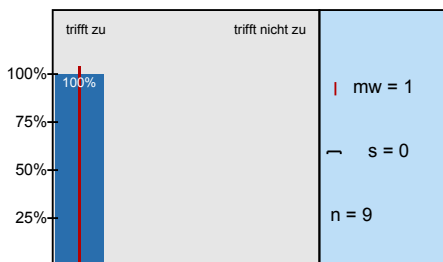 trifft zu trifft nicht zu
100%
100%
75%
50%
25%
mw = 1
s = 0
n = 9